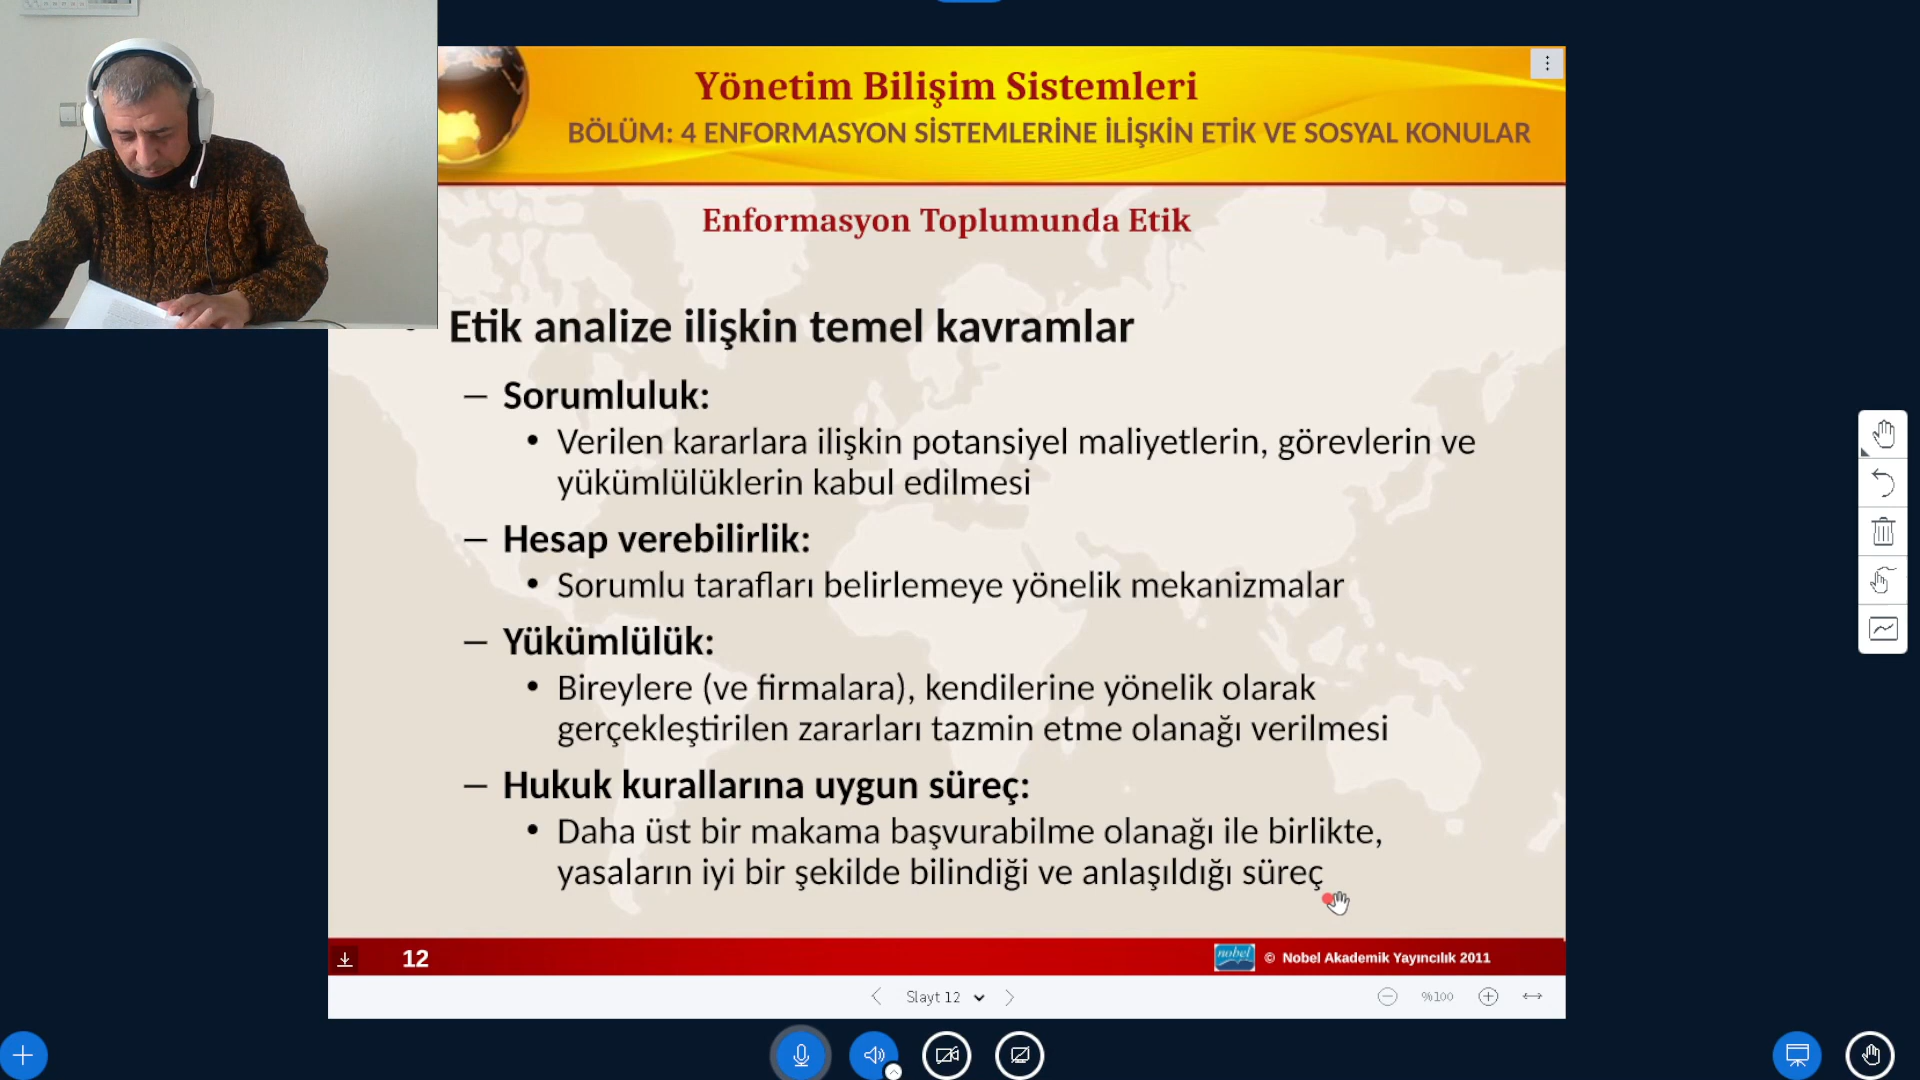 Yönetim Bilişim Sistemleri
BÖLÜM: 4 ENFORMASYON SİSTEMLERİNE İLİŞKİN ETİK VE SOSYAL KONULAR
Enformasyon Toplumunda Etik
Etik analize ilişkin temel kavramlar
– Sorumluluk:
• Verilen kararlara ilişkin potansiyel maliyetlerin, görevlerin ve
yükümlülüklerin kabul edilmesi
– Hesap verebilirlik:
• Sorumlu tarafları belirlemeye yönelik mekanizmalar
– Yükümlülük:
• Bireylere (ve firmalara), kendilerine yönelik olarak
gerçekleştirilen zararları tazmin etme olanağı verilmesi
– Hukuk kurallarına uygun süreç:
• Daha üst bir makama başvurabilme olanağı ile birlikte,
yasaların iyi bir şekilde bilindiği ve anlaşıldığı süreç
12
nobel
© Nobel Akademik Yayıncılık 2011
Slayt 12
%100